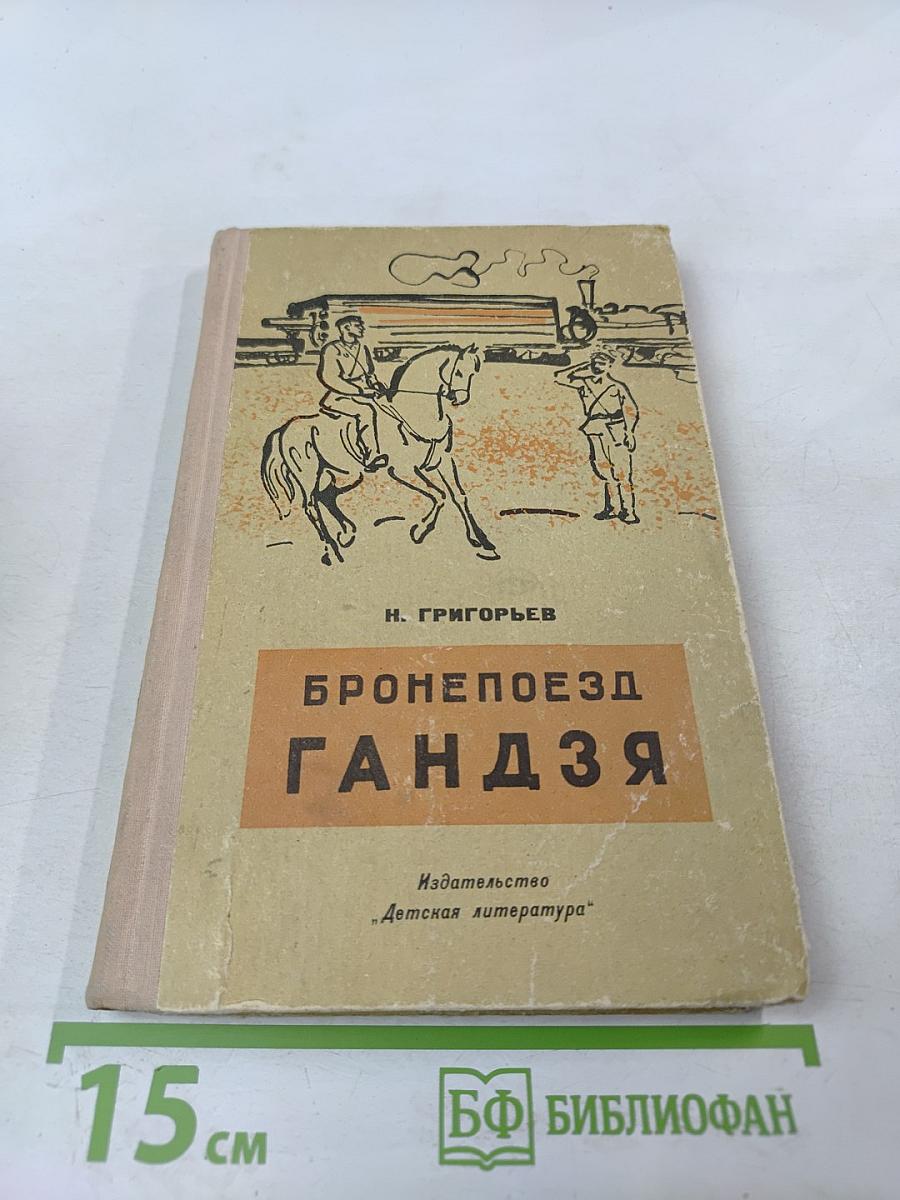 Н. ГРИГОРЬЕВ
БРОНЕПОЕЗД
ГАНДЗЯ
Издательство
„Детская литература“
15 см
БФ БИБЛИОФАН